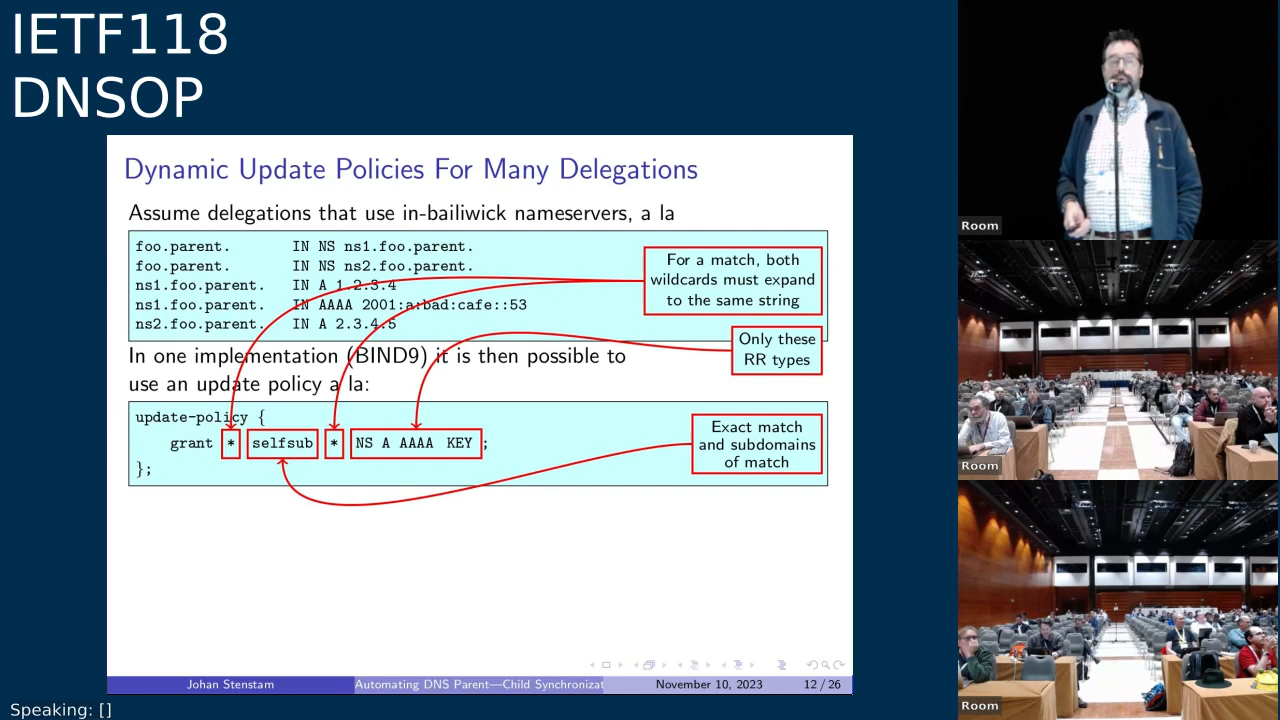 IETF118
DNSOP
Dynamic Update Policies For Many Delegations
Assume delegations that use in-bailiwick nameservers, a la
foo.parent. IN NS ns1.foo.parent.
foo.parent. IN NS ns2.foo.parent.
ns1.foo.parent. IN A 1.2.3.4
ns1.foo.parent. IN AAAA 2001:a:bad:cafe::53
ns2.foo.parent. IN A 2.3.4.5
For a match, both
wildcards must expand
to the same string
Only these
RR types
In one implementation (BIND9) it is then possible to
use an update policy a la:
update-policy {
grant * selfsub * NS A AAAA KEY ;
};
Exact match
and subdomains
of match
Johan Stenstam Automating DNS Parent—Child Synchronizat November 10, 2023 12 / 26
Speaking: []
Room
Room
Room